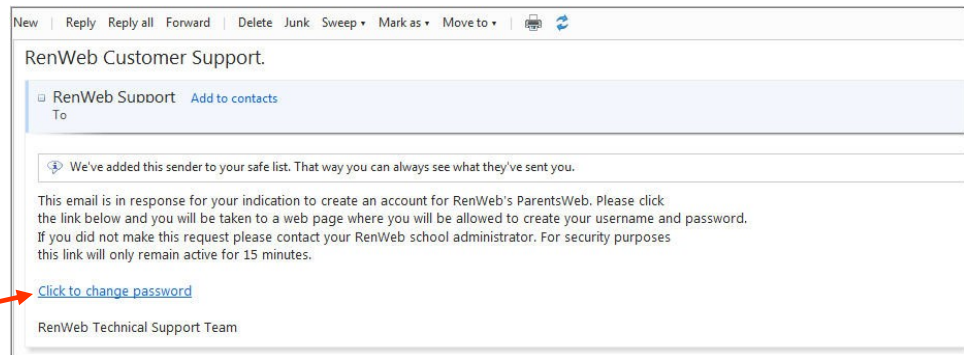 New | Reply Reply all Forward | Delete Junk Sweep Mark as Move to |
RenWeb Customer Support.
RenWeb Support Add to contacts
To
We've added this sender to your safe list. That way you can always see what they've sent you.
This email is in response for your indication to create an account for RenWeb's ParentsWeb. Please click
the link below and you will be taken to a web page where you will be allowed to create your username and password.
If you did not make this request please contact your RenWeb school administrator. For security purposes
this link will only remain active for 15 minutes.
Click to change password
RenWeb Technical Support Team